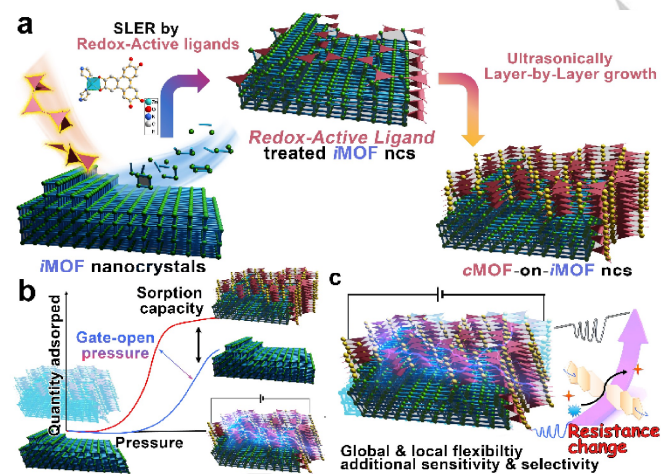 a
SLER by
Redox-Active ligands
Zn
O
N
C
H
Ultrasonically
Layer-by-Layer growth
Redox-Active Ligand
treated iMOF ncs
iMOF nanocrystals
cMOF-on-iMOF ncs
b
Quantity adsorped
Sorption
capacity
Gate-open
pressure
Pressure
c
Resistance
change
Global & local flexibiltiy
additional sensitivity & selectivity